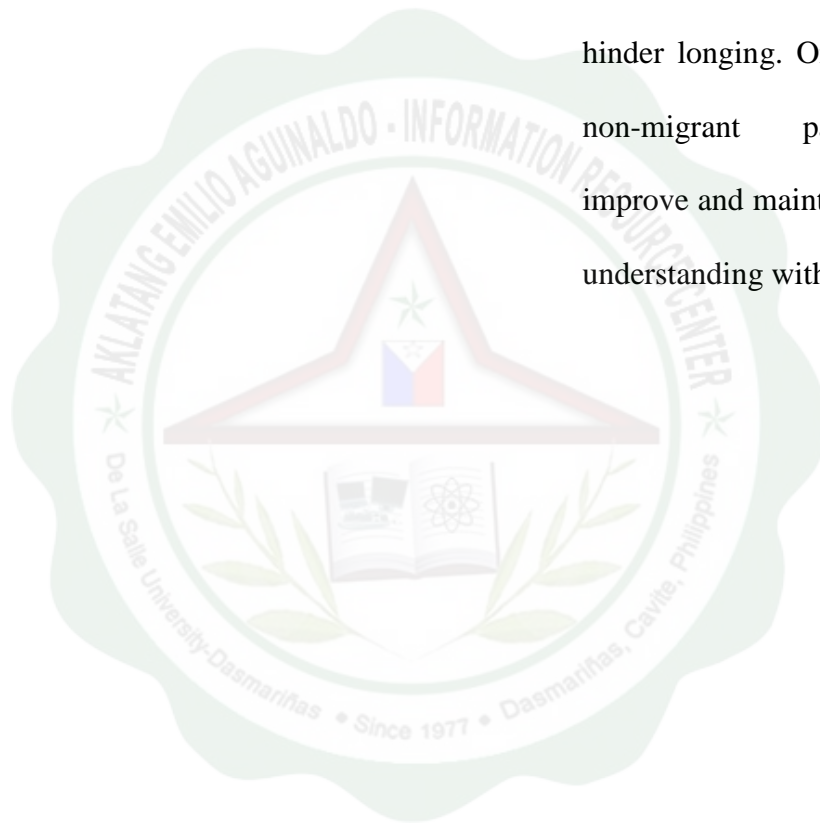 hinder longing. O
non-migrant p
improve and maint
understanding with
AKLATANG EMILIO AGUINALDO - INFORMATION RESOURCE CENTER
De La Salle University-Dasmariñas • Since 1977 • Dasmariñas, Cavite, Philippines